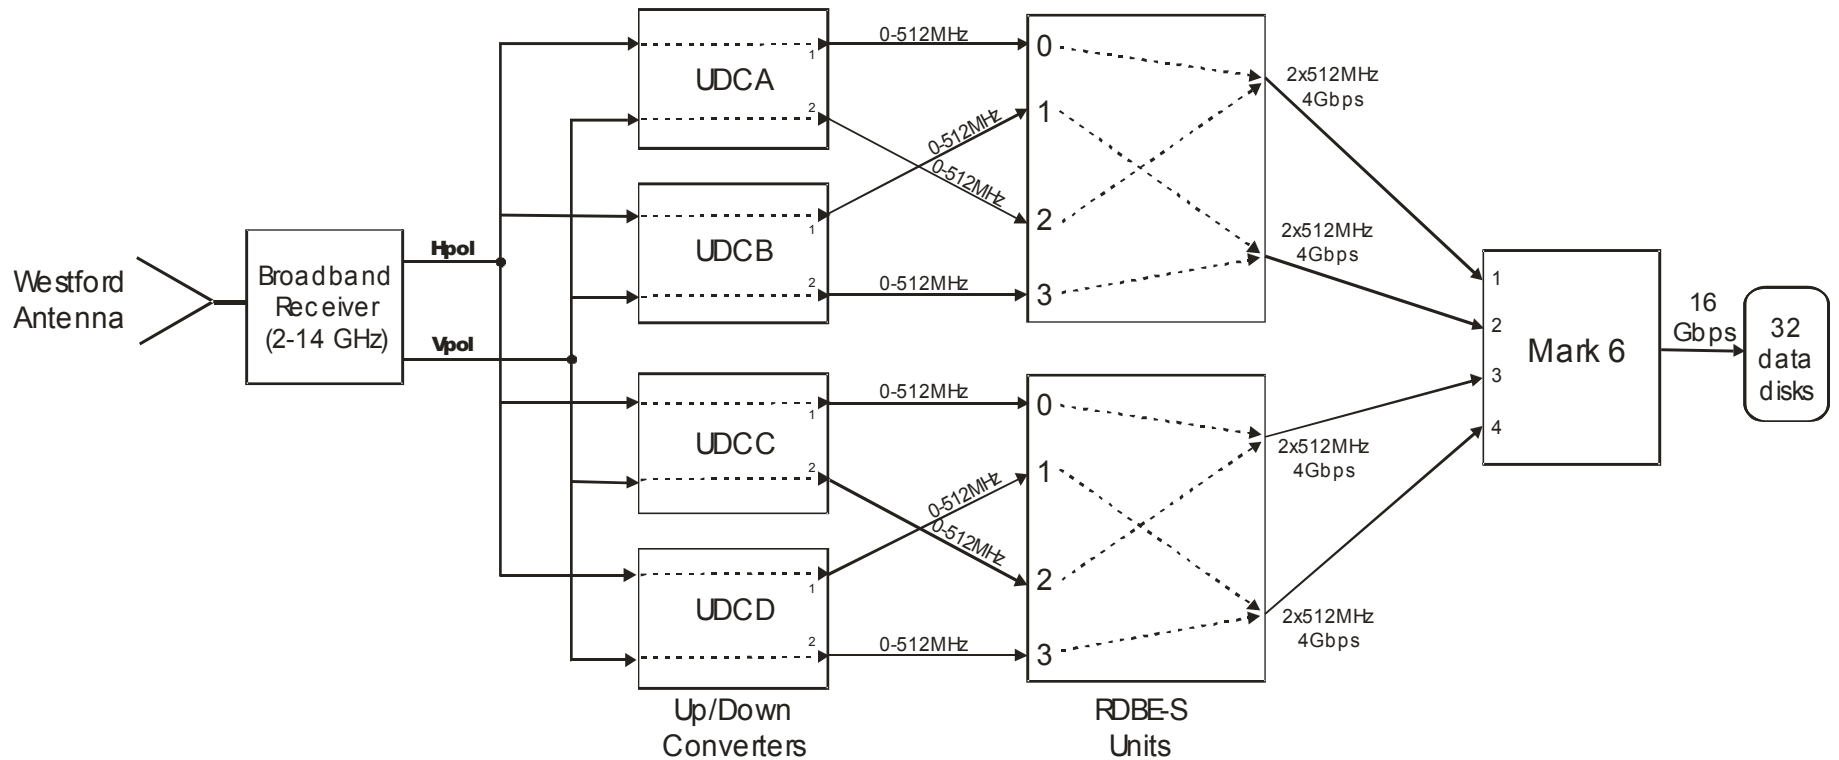 Westford
Antenna
Broadband
Receiver
(2-14 GHz)
Hpol
Vpol
1
UDCA
2
1
UDCB
2
1
UDCC
2
1
UDCD
2
Up/Down
Converters
0-512MHz
0-512MHz
0-512MHz
0-512MHz
0-512MHz
0-512MHz
0-512MHz
0-512MHz
0
1
2
3
0
1
2
3
RDBE-S
Units
2x512MHz
4Gbps
2x512MHz
4Gbps
2x512MHz
4Gbps
2x512MHz
4Gbps
1
2
3
4
Mark 6
16
Gbps
32
data
disks